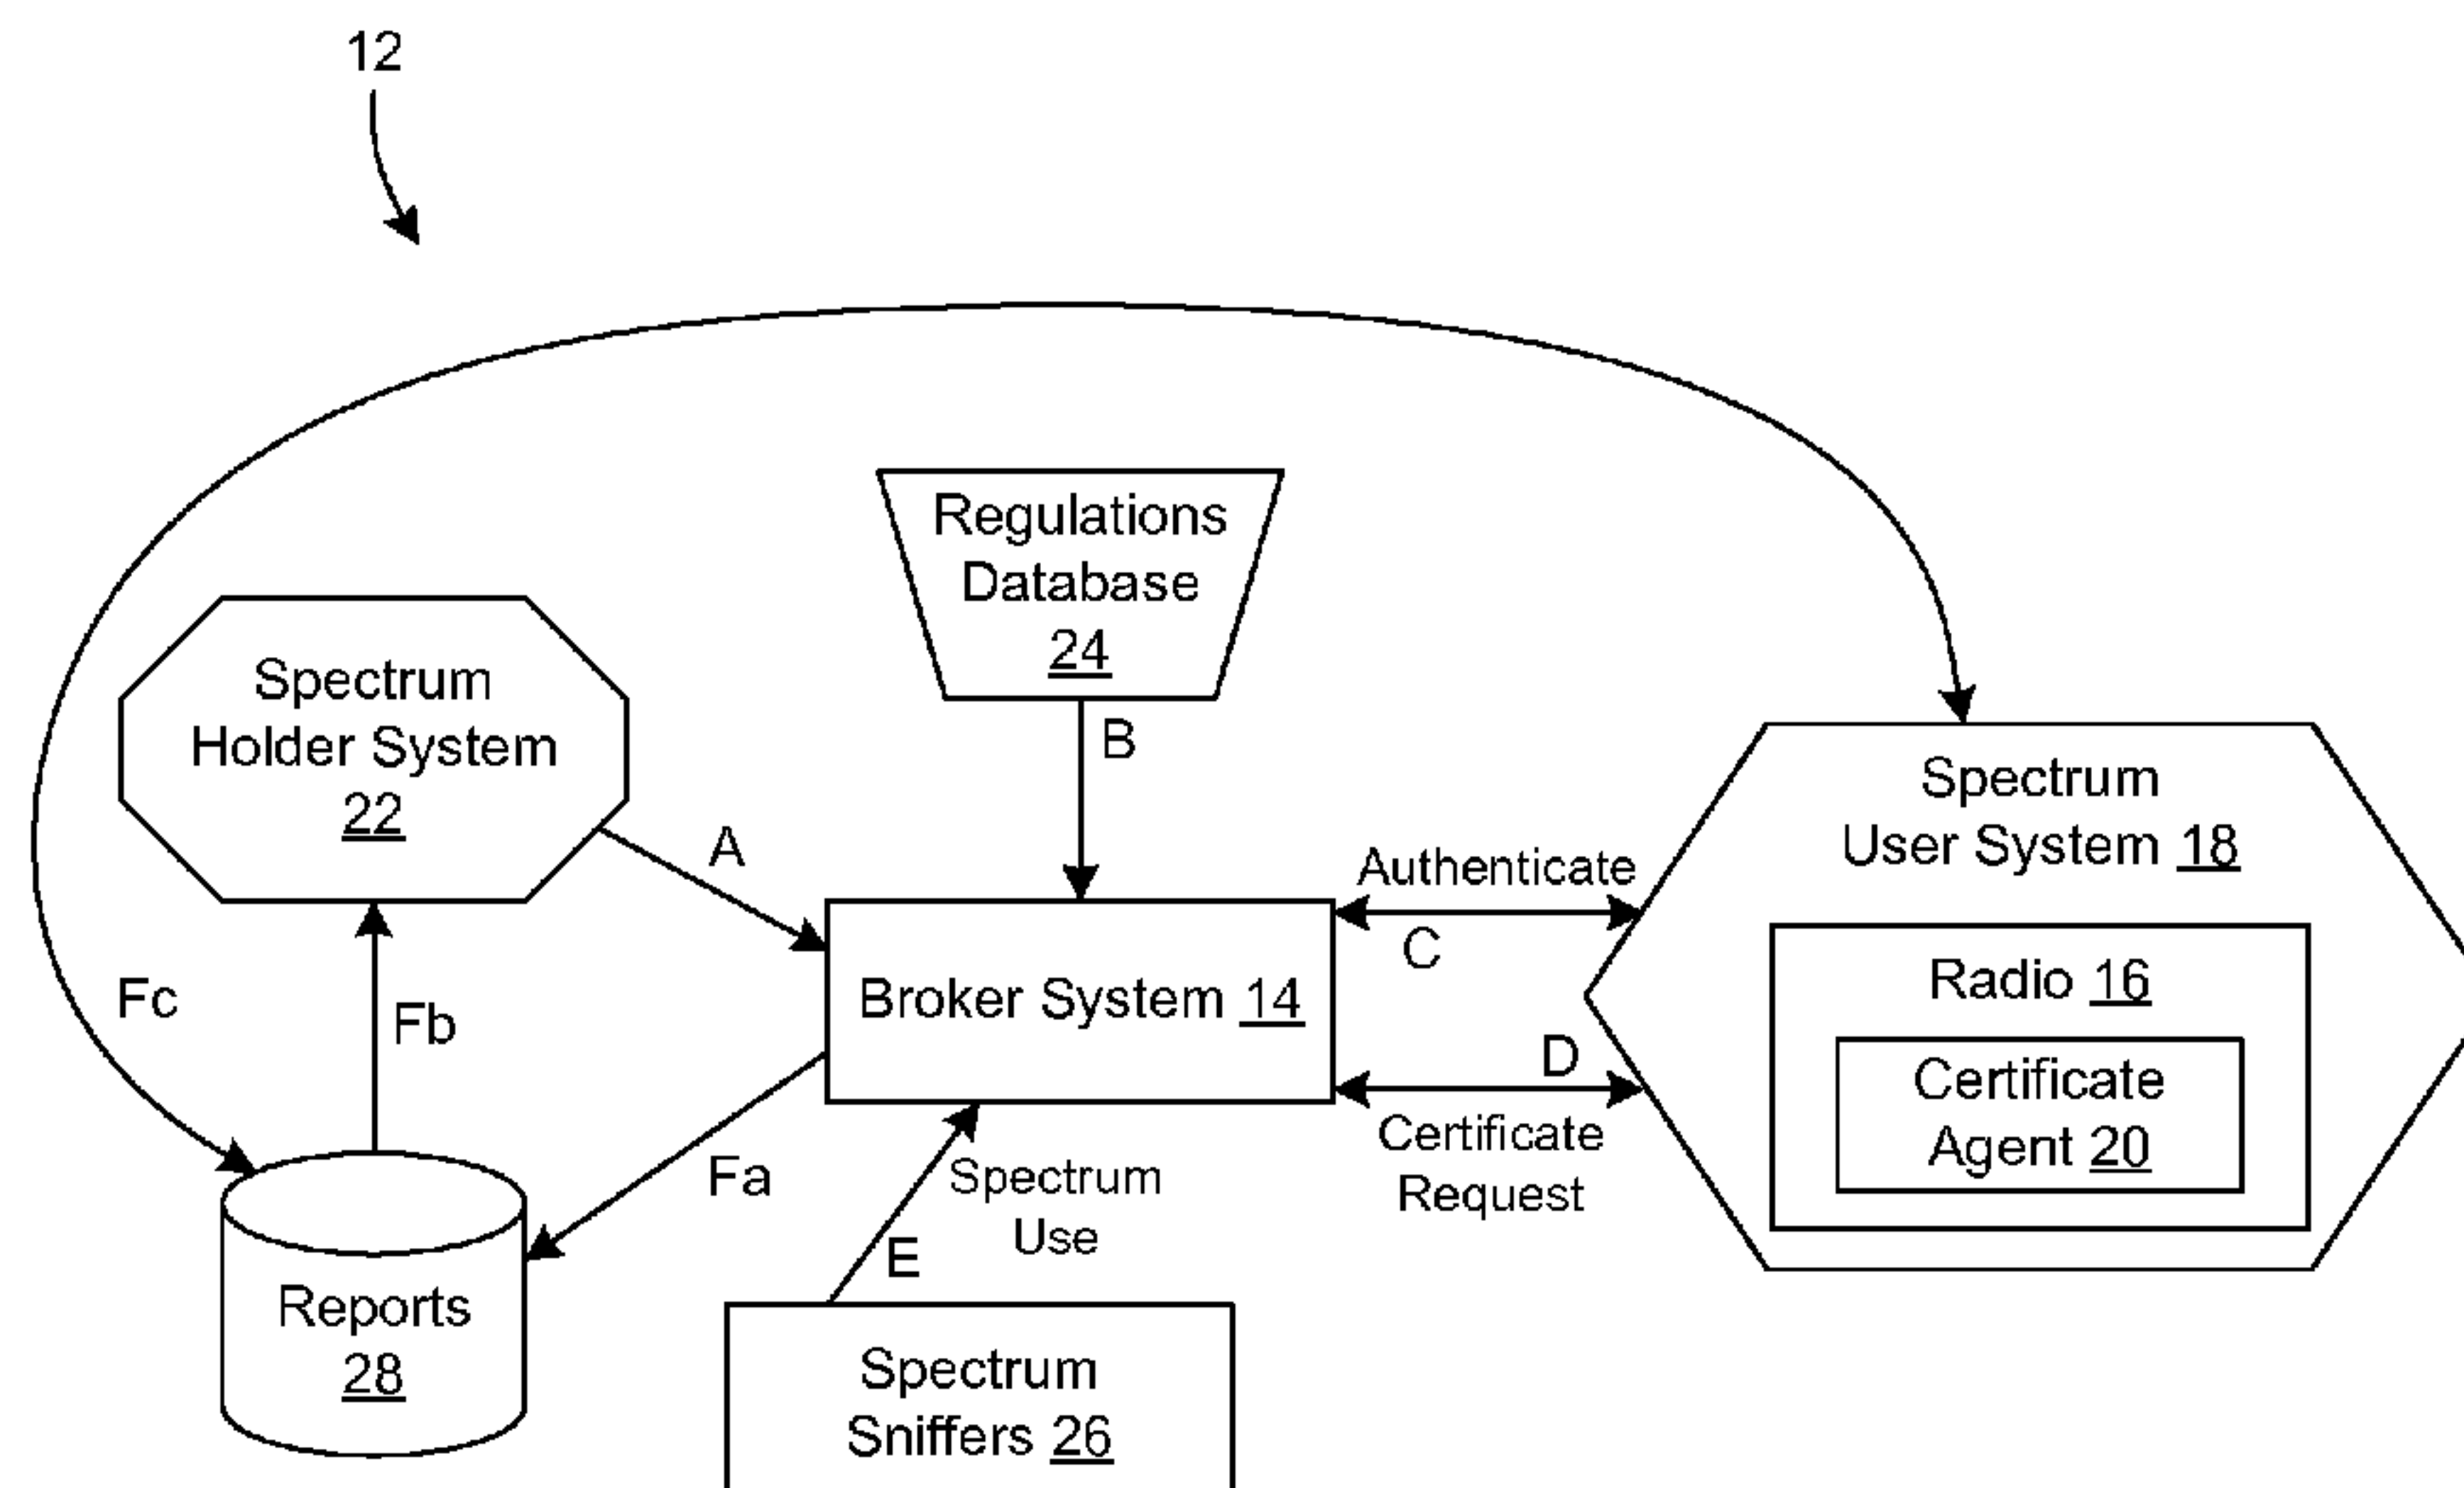 12
Regulations
Database
24
Spectrum
Holder System
22
B
Spectrum
User System 18
A
Authenticate
C
Radio 16
Fc
Fb
Broker System 14
D
Certificate
Agent 20
Certificate
Request
Fa
Spectrum
Use
E
Reports
28
Spectrum
Sniffers 26